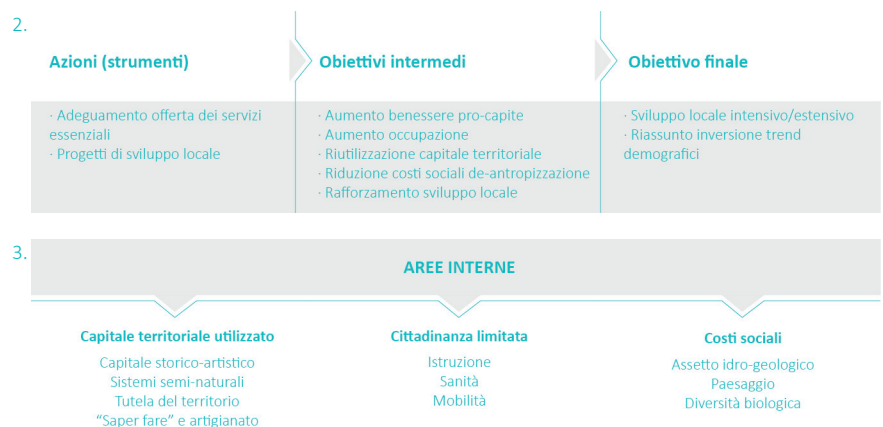 2.
Azioni (strumenti)
Obiettivi intermedi
Obiettivo finale
· Adeguamento offerta dei servizi
essenziali
· Progetti di sviluppo locale
· Aumento benessere pro-capite
· Aumento occupazione
· Riutilizzazione capitale territoriale
· Riduzione costi sociali de-antropizzazione
· Rafforzamento sviluppo locale
· Sviluppo locale intensivo/estensivo
· Riassunto inversione trend
demografici
3.
AREE INTERNE
Capitale territoriale utilizzato
Capitale storico-artistico
Sistemi semi-naturali
Tutela del territorio
“Saper fare” e artigianato
Cittadinanza limitata
Istruzione
Sanità
Mobilità
Costi sociali
Assetto idro-geologico
Paesaggio
Diversità biologica